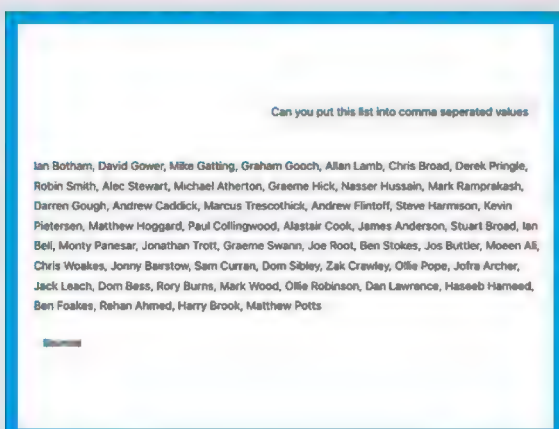 Can you put this list into comma seperated values
Ian Botham, David Gower, Mike Gatting, Graham Gooch, Allan Lamb, Chris Broad, Derek Pringle,
Robin Smith, Alec Stewart, Michael Atherton, Graeme Hick, Nasser Hussain, Mark Ramprakash,
Darren Gough, Andrew Caddick, Marcus Trescothick, Andrew Flintoff, Steve Harmison, Kevin
Pietersen, Matthew Hoggard, Paul Collingwood, Alastair Cook, James Anderson, Stuart Broad, Ian
Bell, Monty Panesar, Jonathan Trott, Graeme Swann, Joe Root, Ben Stokes, Jos Buttler, Moeen Ali,
Chris Woakes, Jonny Bairstow, Sam Curran, Dom Sibley, Zak Crawley, Ollie Pope, Jofra Archer,
Jack Leach, Dom Bess, Rory Burns, Mark Wood, Ollie Robinson, Dan Lawrence, Haseeb Hameed,
Ben Foakes, Rehan Ahmed, Harry Brook, Matthew Potts